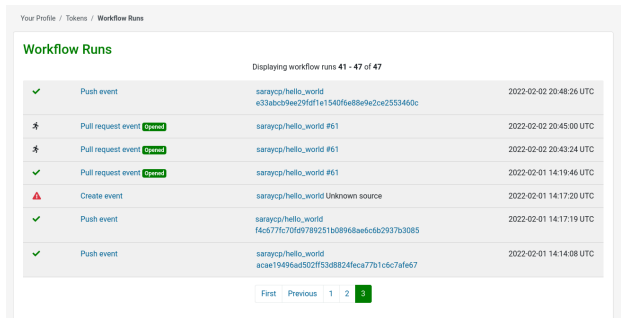 Your Profile / Tokens / Workflow Runs
Workflow Runs
Displaying workflow runs 41 - 47 of 47
Push event saraycp/hello_world 2022-02-02 20:48:26 UTC
e33abcb9ee29fdf1e1540f6e88e9e2ce2553460c
Pull request event Opened saraycp/hello_world #61 2022-02-02 20:45:00 UTC
Pull request event Opened saraycp/hello_world #61 2022-02-02 20:43:24 UTC
Pull request event Opened saraycp/hello_world #61 2022-02-01 14:19:46 UTC
Create event saraycp/hello_world Unknown source 2022-02-01 14:17:20 UTC
Push event saraycp/hello_world 2022-02-01 14:17:19 UTC
f4c677fc70fd9789251b08968ae6c6b2937b3085
Push event saraycp/hello_world 2022-02-01 14:14:08 UTC
acae19496ad502ff53d8824feca77b1c6c7afe67
First Previous 1 2 3